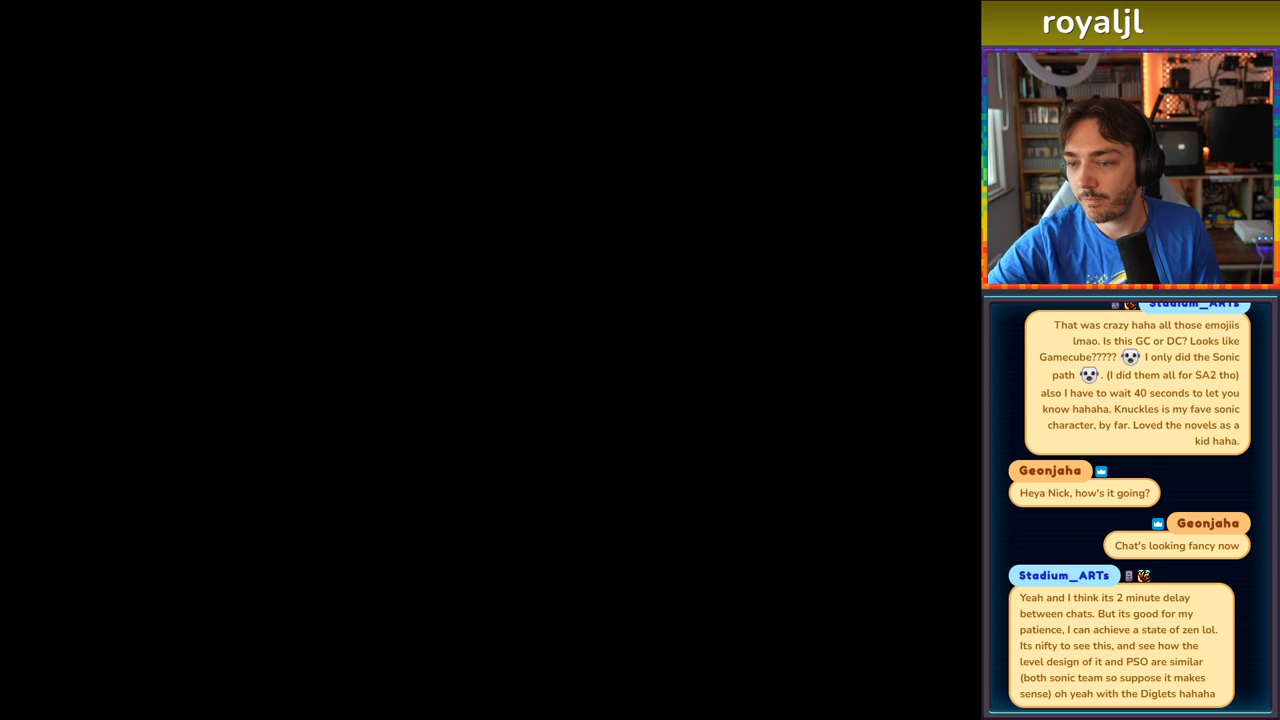 royaljl
Stadium_ARTs
That was crazy haha all those emojiis
lmao. Is this GC or DC? Looks like
Gamecube????? I only did the Sonic
path . (I did them all for SA2 tho)
also I have to wait 40 seconds to let you
know hahaha. Knuckles is my fave sonic
character, by far. Loved the novels as a
kid haha.
Geonjaha
Heya Nick, how's it going?
Geonjaha
Chat's looking fancy now
Stadium_ARTs
Yeah and I think its 2 minute delay
between chats. But its good for my
patience, I can achieve a state of zen lol.
Its nifty to see this, and see how the
level design of it and PSO are similar
(both sonic team so suppose it makes
sense) oh yeah with the Diglets hahaha